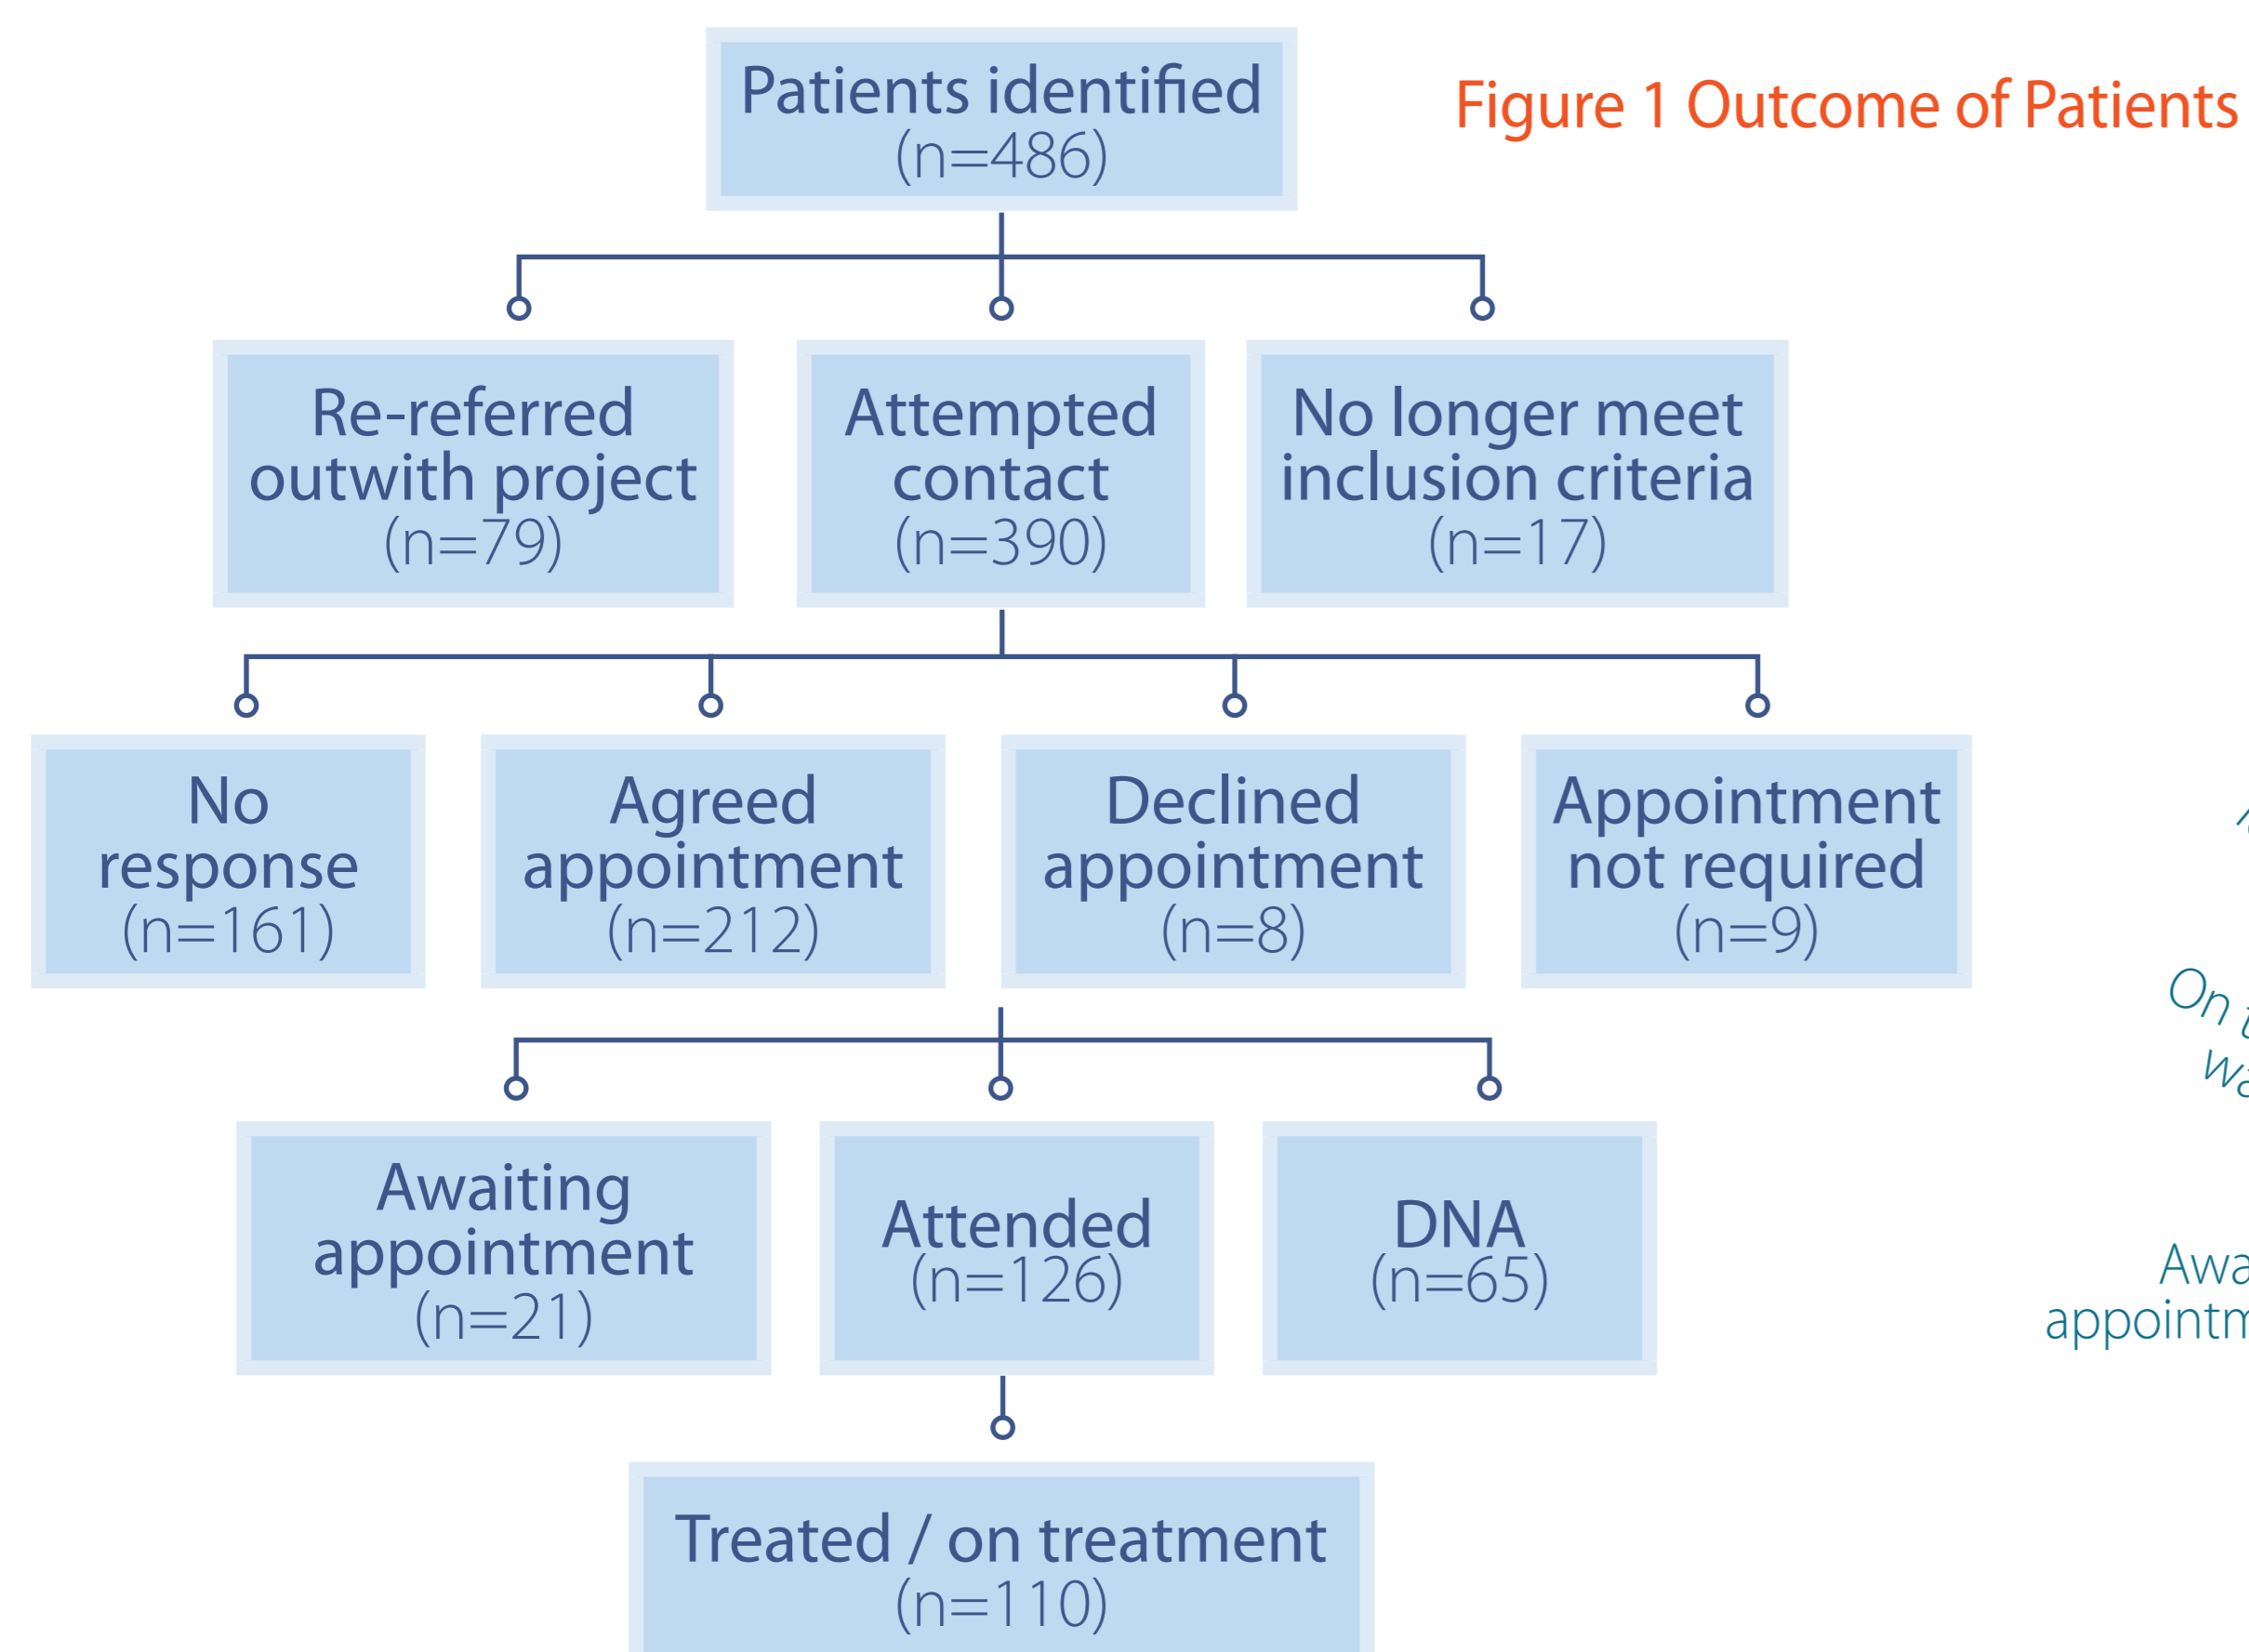 Patients identified
(n=486)
Figure 1 Outcome of Patients
Re-referred
outwith project
(n=79)
Attempted
contact
(n=390)
No longer meet
inclusion criteria
(n=17)
No
response
(n=161)
Agreed
appointment
(n=212)
Declined
appointment
(n=8)
Appointment
not required
(n=9)
On
Awaiting
appointment
(n=21)
Attended
(n=126)
DNA
(n=65)
Treated / on treatment
(n=110)